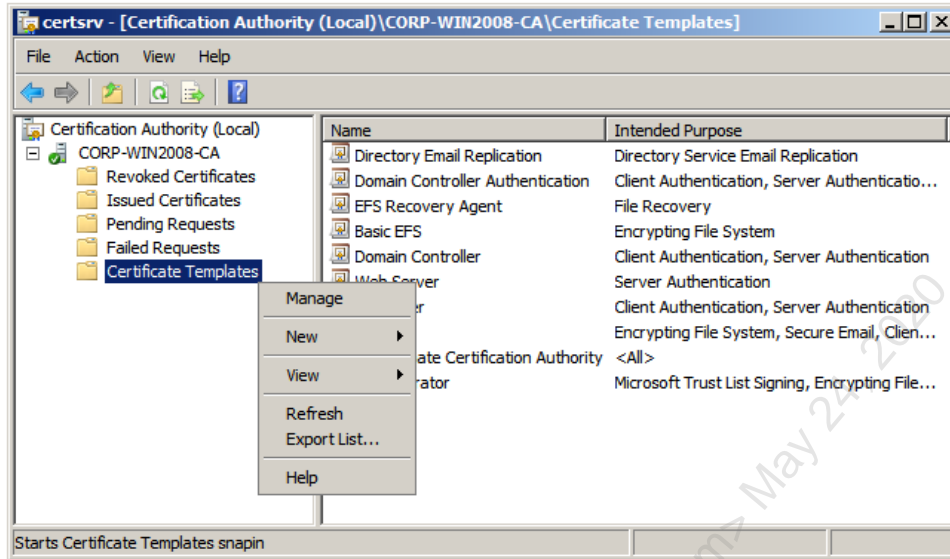 certsrv - [Certification Authority (Local)\CORP-WIN2008-CA\Certificate Templates]
File Action View Help
Certification Authority (Local)
CORP-WIN2008-CA
Revoked Certificates
Issued Certificates
Pending Requests
Failed Requests
Certificate Templates
Name Intended Purpose
Directory Email Replication Directory Service Email Replication
Domain Controller Authentication Client Authentication, Server Authenticatio...
EFS Recovery Agent File Recovery
Basic EFS Encrypting File System
Domain Controller Client Authentication, Server Authentication
Web Server Server Authentication
Client Authentication, Server Authentication
Encrypting File System, Secure Email, Clien...
ate Certification Authority <All>
rator Microsoft Trust List Signing, Encrypting File...
Manage
New
View
Refresh
Export List...
Help
Starts Certificate Templates snapin
m> May 24, 2020